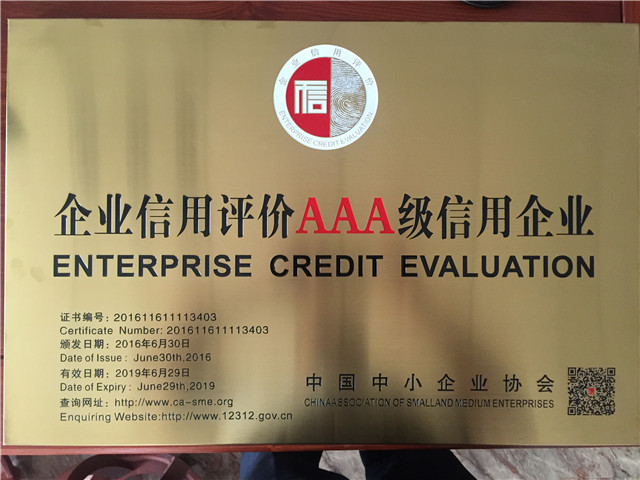 企业信用评价
信
ENTERPRISE CREDIT EVALUATION
企业信用评价AAA级信用企业
ENTERPRISE CREDIT EVALUATION
证书编号：201611611113403
Certificate Number: 201611611113403
颁发日期：2016年6月30日
Date of Issue : June30th,2016
有效日期：2019年6月29日
Date of Expiry : June29th,2019
查询网址：http://www.ca-sme.org
Enquiring Website:http://www.12312.gov.cn
中国中小企业协会
CHINAASSOCIATION OF SMALLAND MEDIUM ENTERPRISES